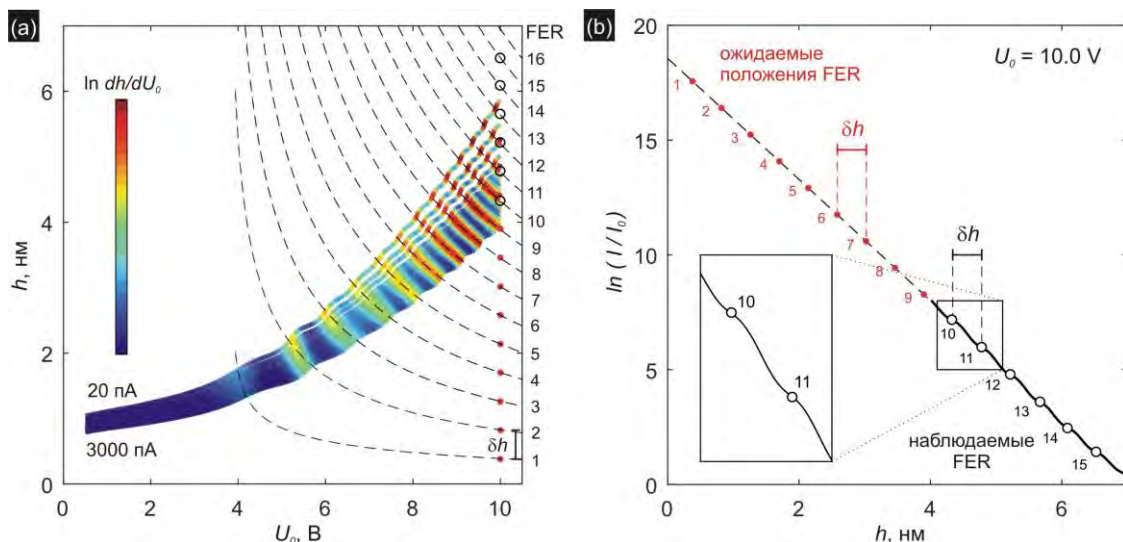 (a)
FER
16
15
14
13
12
11
10
9
8
7
6
5
4
3
2
1
ln dh/dU₀
20 пА
3000 пА
δh
h, нм
6
4
2
0
0 2 4 6 8 10
U₀, В
(b)
20
15
10
5
0
ln ( I / I₀ )
ожидаемые
положения FER
U₀ = 10.0 V
1
2
3
4
5
6
7
8
9
δh
δh
10
11
10
11
12
13
14
15
наблюдаемые
FER
0 2 4 6
h, нм